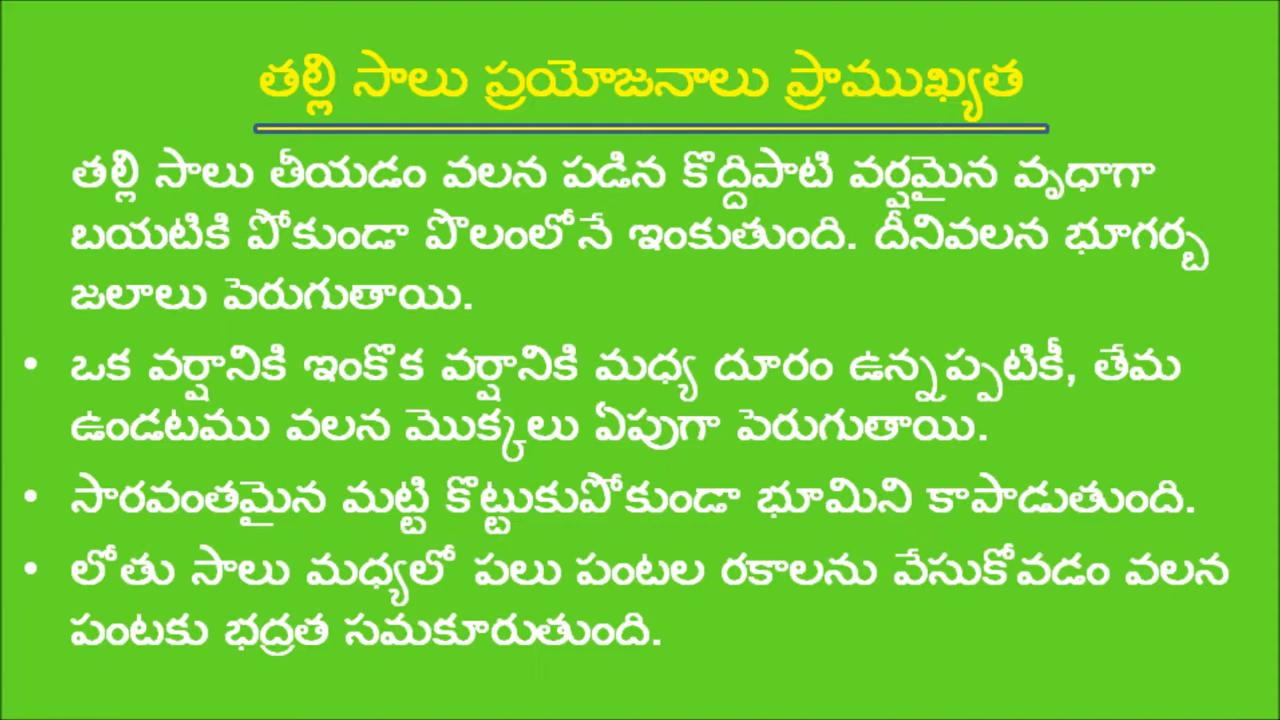 తల్లి సాలు ప్రయోజనాలు ప్రాముఖ్యత
తల్లి సాలు తీయడం వలన పడిన కొద్దిపాటి వర్షమైన వృధాగా
బయటికి పోకుండా పొలంలోనే ఇంకుతుంది. దీనివలన భూగర్బ
జలాలు పెరుగుతాయి.
• ఒక వర్షానికి ఇంకొక వర్షానికి మధ్య దూరం ఉన్నప్పటికీ, తేమ
ఉండటము వలన మొక్కలు ఏపుగా పెరుగుతాయి.
• సారవంతమైన మట్టి కొట్టుకుపోకుండా భూమిని కాపాడుతుంది.
• లోతు సాలు మధ్యలో పలు పంటల రకాలను వేసుకోవడం వలన
పంటకు భద్రత సమకూరుతుంది.